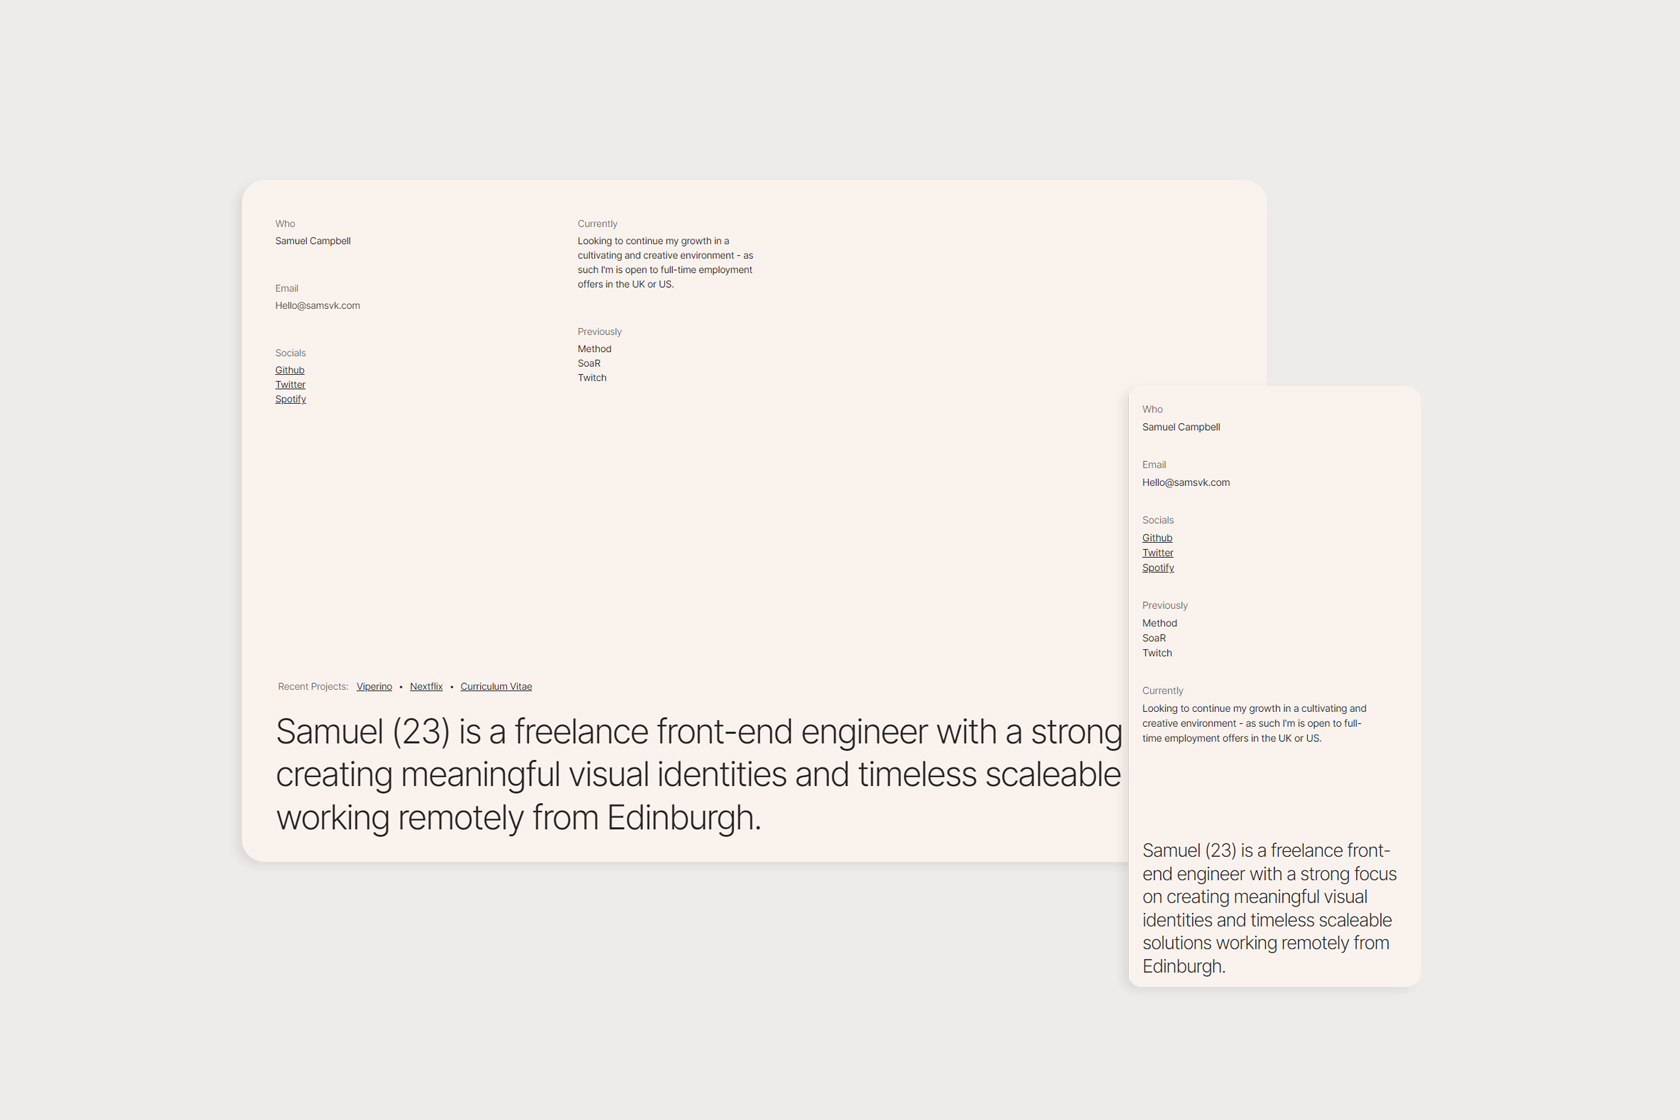 Who
Samuel Campbell
Email
Hello@samsvk.com
Socials
Github
Twitter
Spotify
Currently
Looking to continue my growth in a
cultivating and creative environment - as
such I'm is open to full-time employment
offers in the UK or US.
Previously
Method
SoaR
Twitch
Recent Projects: Viperino • Nextflix • Curriculum Vitae
Samuel (23) is a freelance front-end engineer with a strong
creating meaningful visual identities and timeless scaleable
working remotely from Edinburgh.
Who
Samuel Campbell
Email
Hello@samsvk.com
Socials
Github
Twitter
Spotify
Previously
Method
SoaR
Twitch
Currently
Looking to continue my growth in a cultivating and
creative environment - as such I'm is open to full-
time employment offers in the UK or US.
Samuel (23) is a freelance front-
end engineer with a strong focus
on creating meaningful visual
identities and timeless scaleable
solutions working remotely from
Edinburgh.